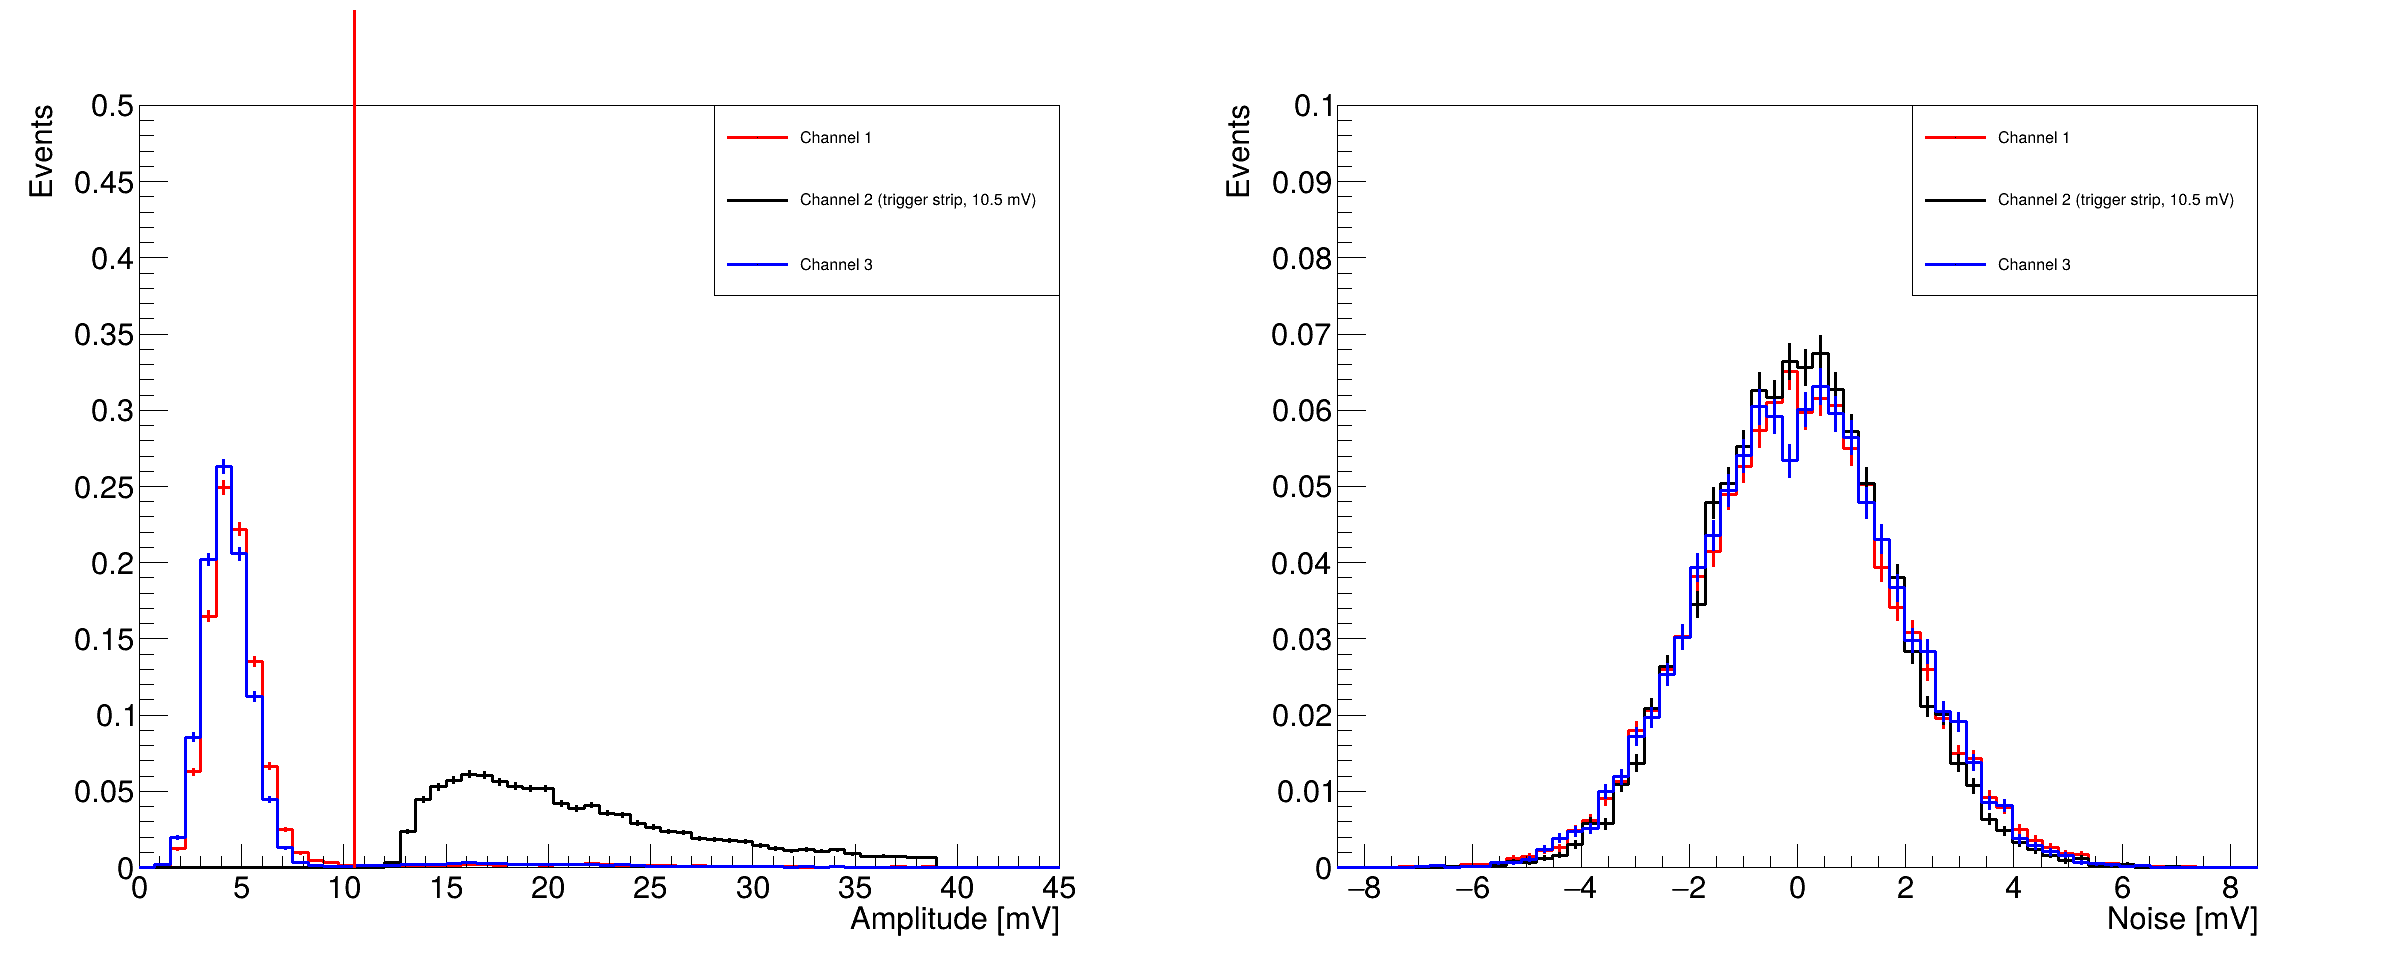 Events
0.5
0.45
0.4
0.35
0.3
0.25
0.2
0.15
0.1
0.05
0
0 5 10 15 20 25 30 35 40 45
Amplitude [mV]
Channel 1
Channel 2 (trigger strip, 10.5 mV)
Channel 3
Events
0.1
0.09
0.08
0.07
0.06
0.05
0.04
0.03
0.02
0.01
0
−8 −6 −4 −2 0 2 4 6 8
Noise [mV]
Channel 1
Channel 2 (trigger strip, 10.5 mV)
Channel 3